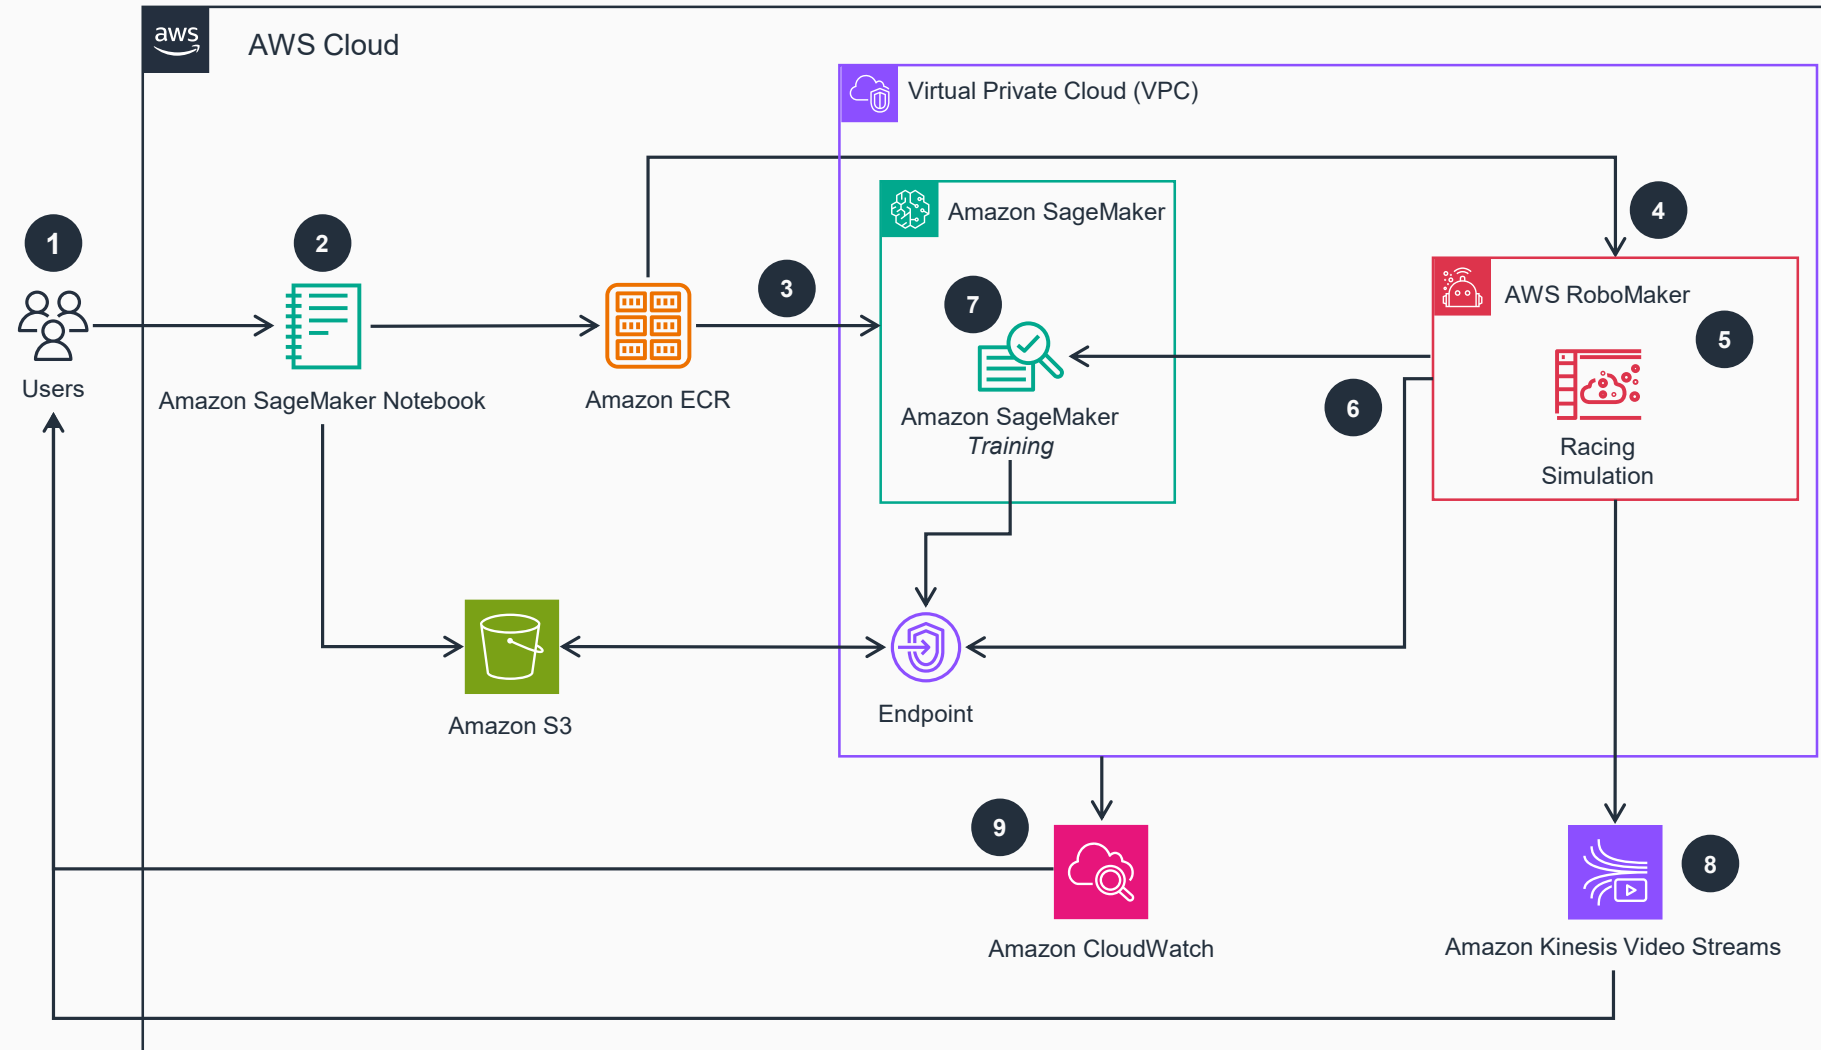 aws
AWS Cloud
Virtual Private Cloud (VPC)
4
Amazon SageMaker
1
2
3
7
AWS RoboMaker
5
Users
Amazon SageMaker Notebook
Amazon ECR
Amazon SageMaker
Training
6
Racing
Simulation
Amazon S3
Endpoint
9
8
Amazon CloudWatch
Amazon Kinesis Video Streams